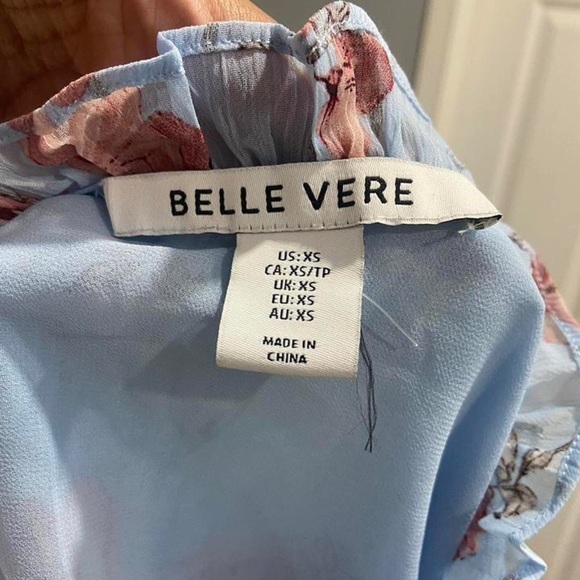 BELLE VERE
US: XS
CA: XS/TP
UK: XS
EU: XS
AU: XS
MADE IN
CHINA